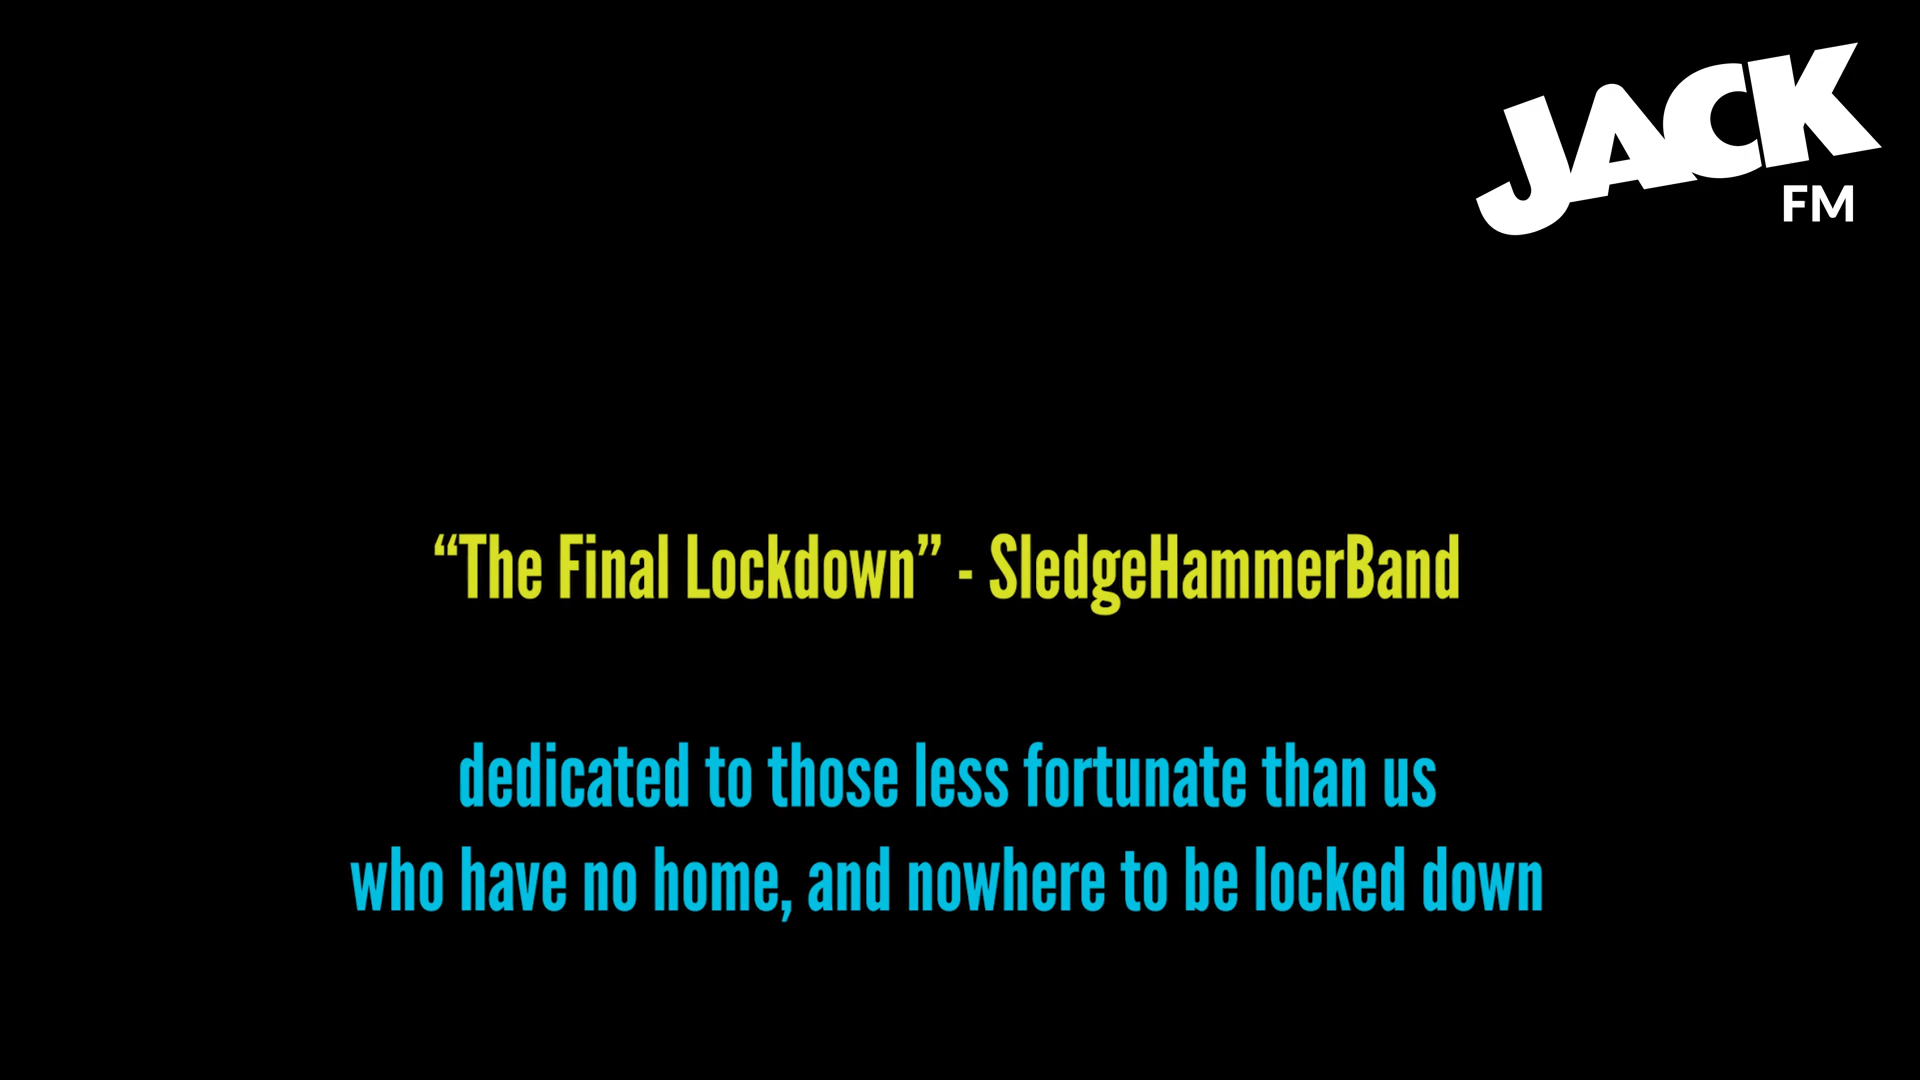 JACK
FM
“The Final Lockdown” - SledgeHammerBand
dedicated to those less fortunate than us
who have no home, and nowhere to be locked down